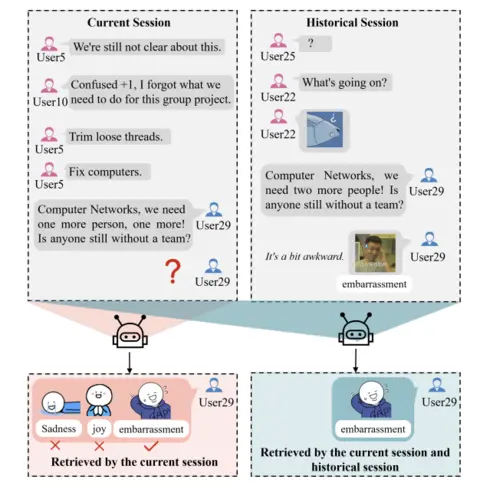 Current Session
We're still not clear about this.
User5
Confused +1, I forgot what we
need to do for this group project.
User10
Trim loose threads.
User5
Fix computers.
User5
Computer Networks, we need
one more person, one more!
Is anyone still without a team?
User29
?
User29
Historical Session
?
User25
What's going on?
User22
User22
Computer Networks, we
need two more people! Is
anyone still without a team?
User29
It's a bit awkward.
User29
embarrassment
User29
Sadness
joy
embarrassment
Retrieved by the current session
User29
embarrassment
Retrieved by the current session and
historical session